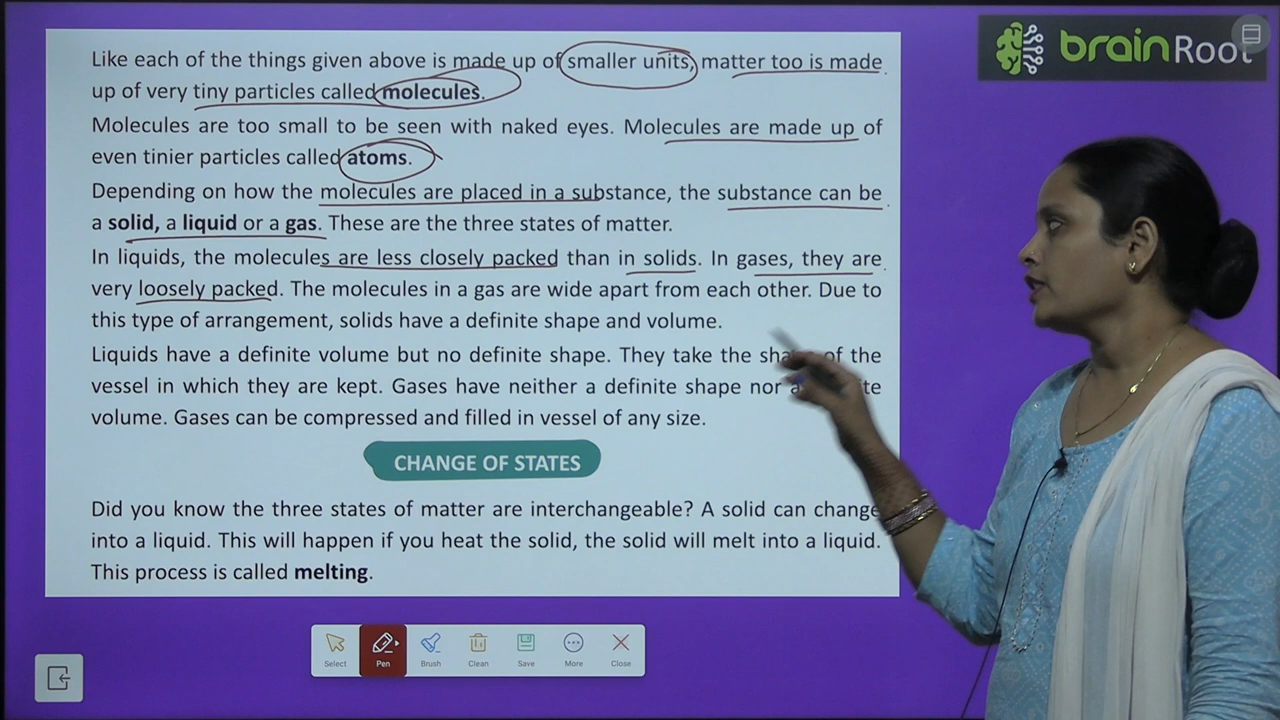 brainRoot
Like each of the things given above is made up of smaller units, matter too is made
up of very tiny particles called molecules.
Molecules are too small to be seen with naked eyes. Molecules are made up of
even tinier particles called atoms.
Depending on how the molecules are placed in a substance, the substance can be
a solid, a liquid or a gas. These are the three states of matter.
In liquids, the molecules are less closely packed than in solids. In gases, they are
very loosely packed. The molecules in a gas are wide apart from each other. Due to
this type of arrangement, solids have a definite shape and volume.
Liquids have a definite volume but no definite shape. They take the of the
vessel in which they are kept. Gases have neither a definite shape nor a
volume. Gases can be compressed and filled in vessel of any size.
CHANGE OF STATES
Did you know the three states of matter are interchangeable? A solid can change
into a liquid. This will happen if you heat the solid, the solid will melt into a liquid.
This process is called melting.
Select Pen Brush Clean Save More Close